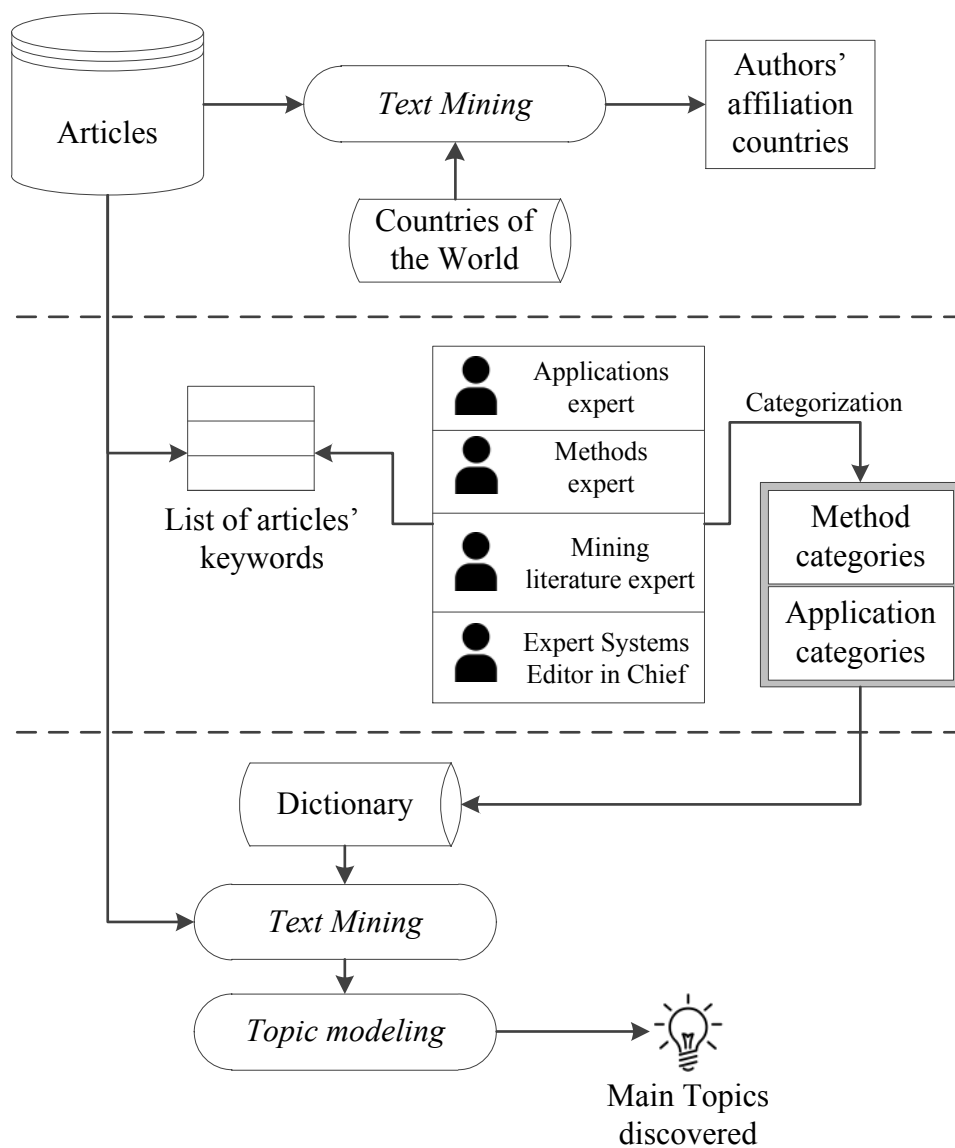 Articles
Text Mining
Authors’
affiliation
countries
Countries of
the World
Applications
expert
Methods
expert
Mining
literature expert
Expert Systems
Editor in Chief
List of articles’
keywords
Categorization
Method
categories
Application
categories
Dictionary
Text Mining
Topic modeling
Main Topics
discovered